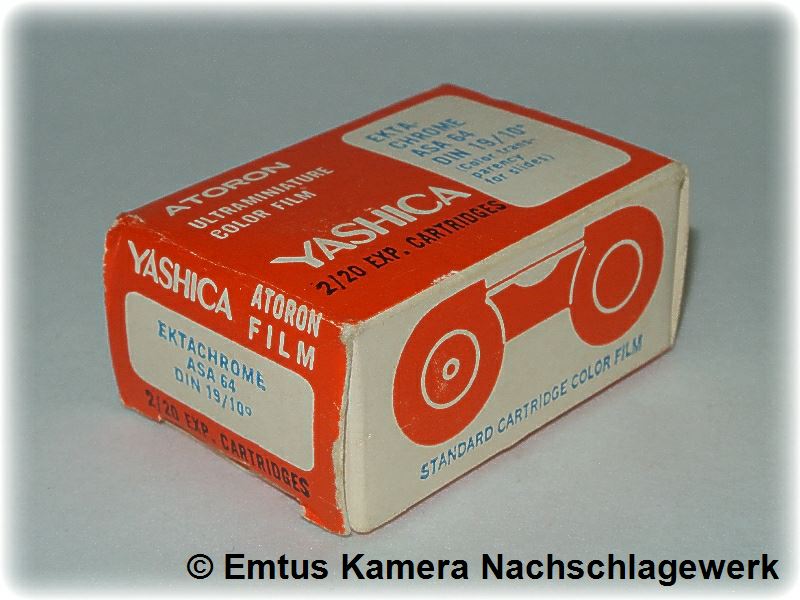 ATORON
ULTRAMINIATURE
COLOR FILM
YASHICA
2/20 EXP. CARTRIDGES
EKTA-
CHROME
ASA 64
DIN 19/10°
(Color trans-
parency
for slides)
YASHICA ATORON
FILM
EKTACHROME
ASA 64
DIN 19/10°
2/20 EXP. CARTRIDGES
STANDARD CARTRIDGE COLOR FILM
© Emtus Kamera Nachschlagewerk